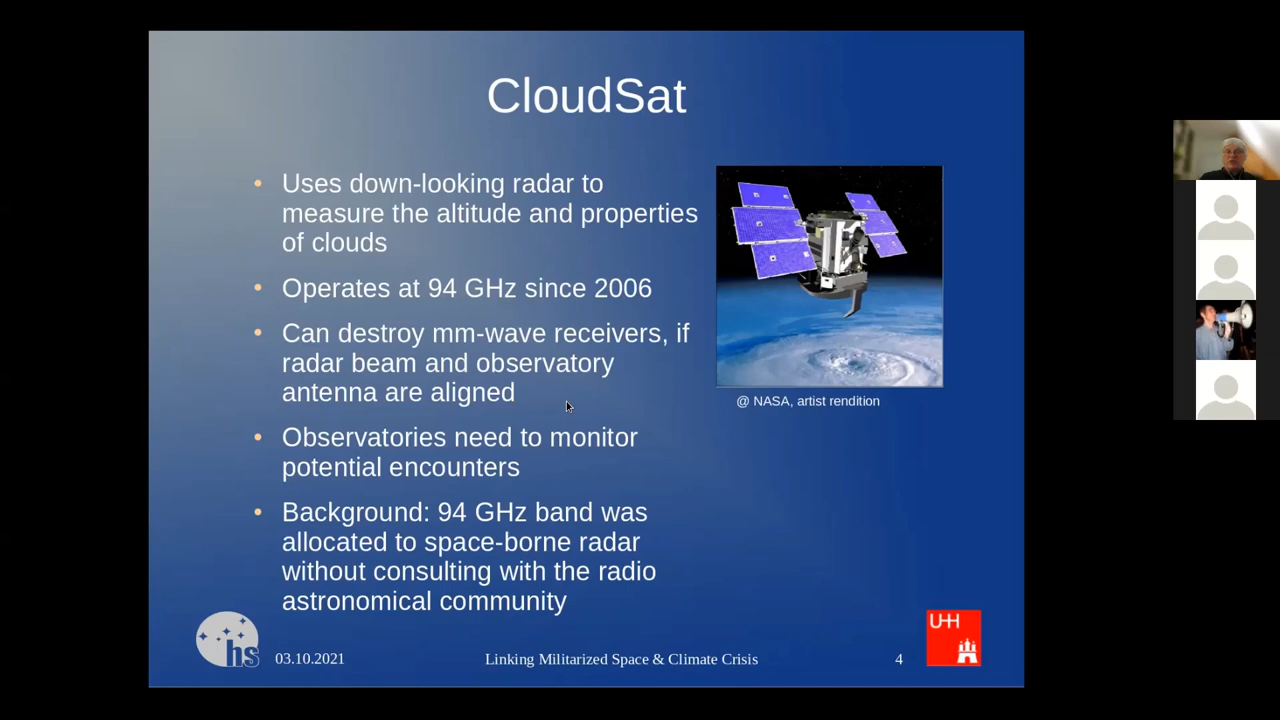 CloudSat
• Uses down-looking radar to
measure the altitude and properties
of clouds
• Operates at 94 GHz since 2006
• Can destroy mm-wave receivers, if
radar beam and observatory
antenna are aligned
• Observatories need to monitor
potential encounters
• Background: 94 GHz band was
allocated to space-borne radar
without consulting with the radio
astronomical community
@ NASA, artist rendition
hs
03.10.2021
Linking Militarized Space & Climate Crisis
4
UH